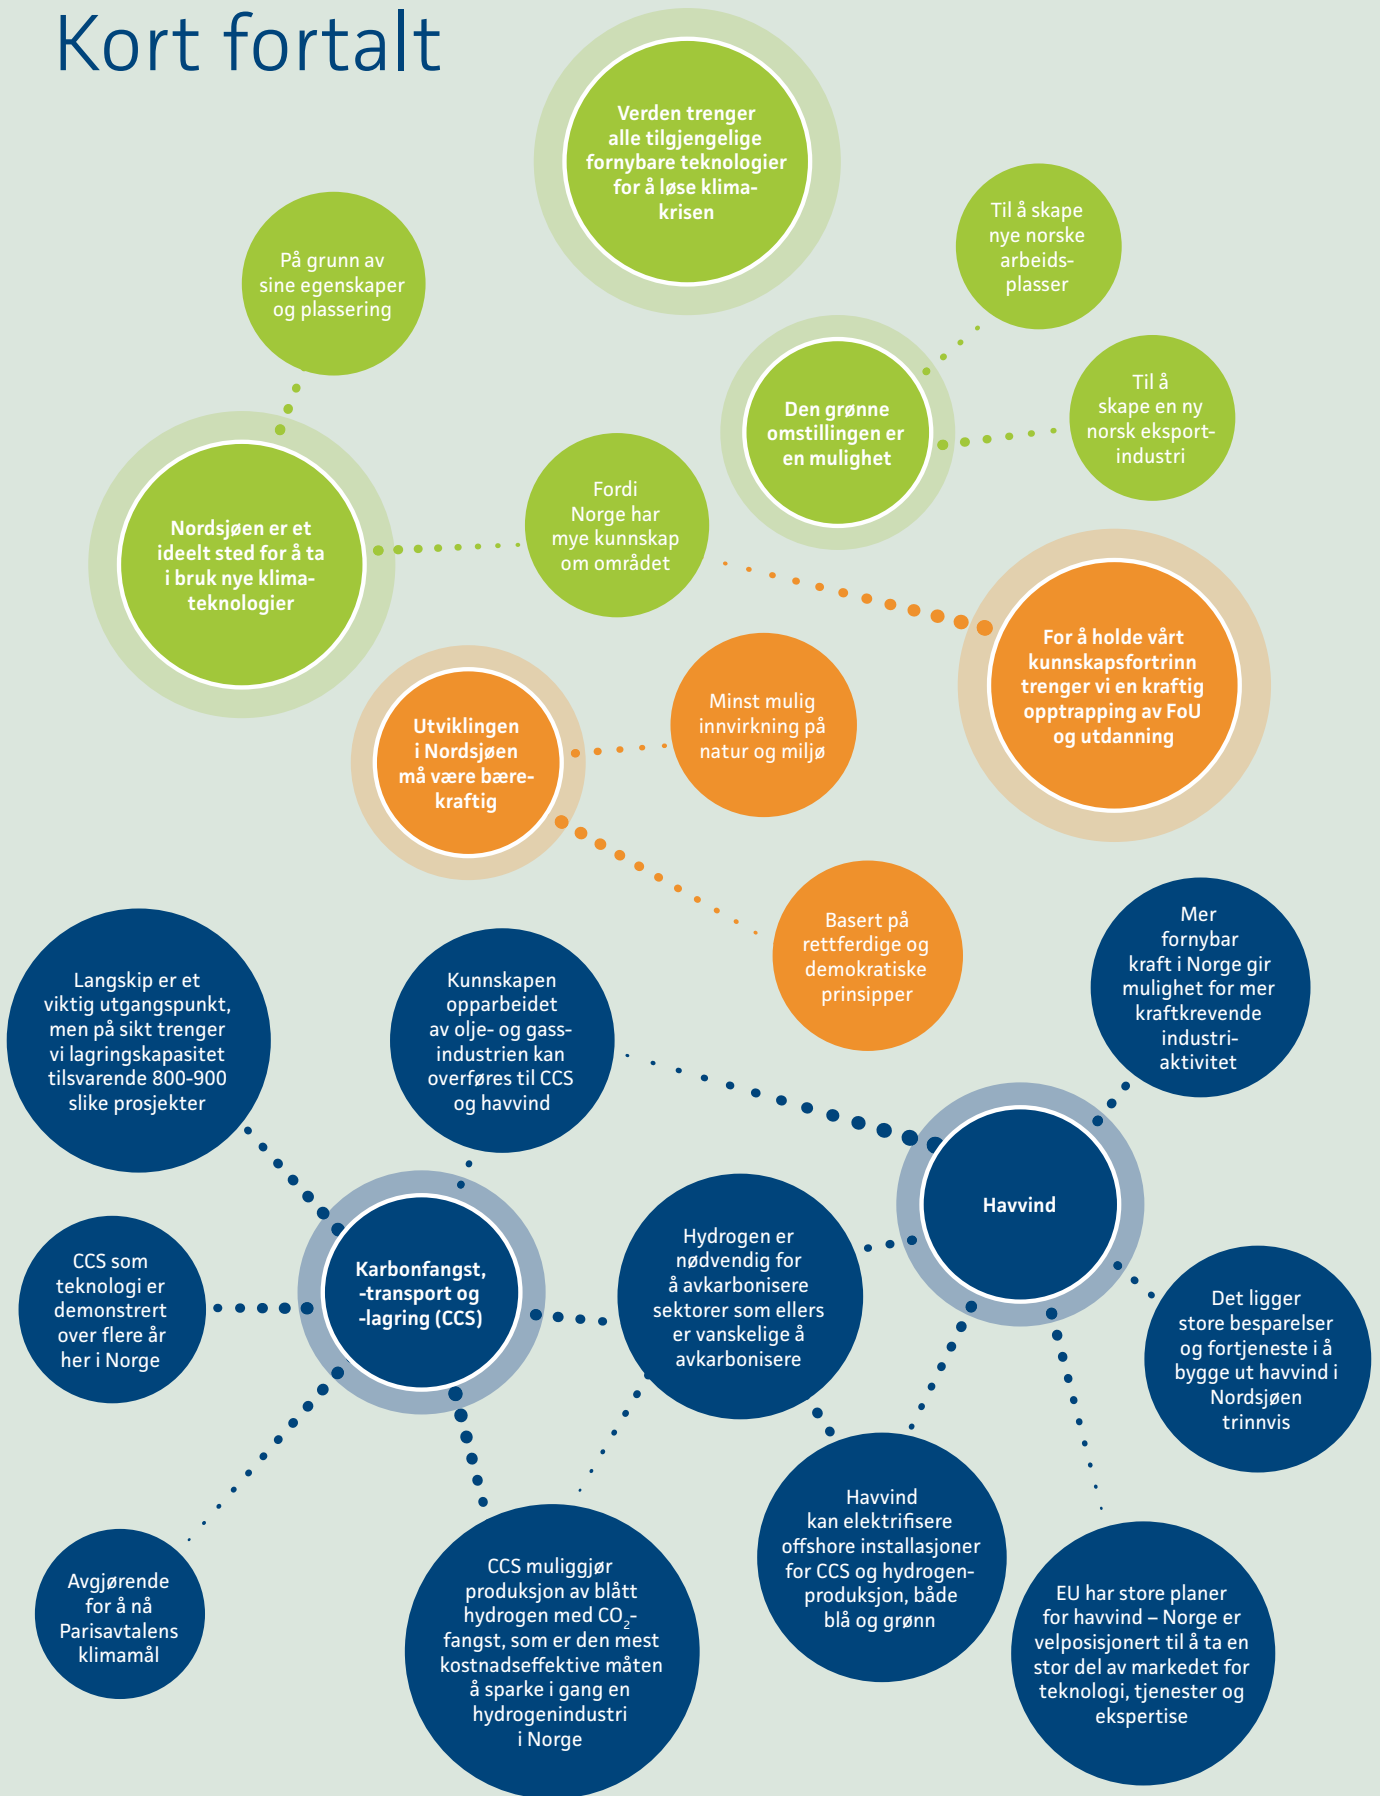 Kort fortalt
Verden trenger
alle tilgjengelige
fornybare teknologier
for å løse klima-
krisen
På grunn av
sine egenskaper
og plassering
Til å skape
nye norske
arbeids-
plasser
Den grønne
omstillingen er
en mulighet
Til å
skape en ny
norsk eksport-
industri
Nordsjøen er et
ideelt sted for å ta
i bruk nye klima-
teknologier
Fordi
Norge har
mye kunnskap
om området
For å holde vårt
kunnskapsfortrinn
trenger vi en kraftig
opptrapping av FoU
og utdanning
Utviklingen
i Nordsjøen
må være bære-
kraftig
Minst mulig
innvirkning på
natur og miljø
Basert på
rettferdige og
demokratiske
prinsipper
Mer
fornybar
kraft i Norge gir
mulighet for mer
kraftkrevende
industri-
aktivitet
Langskip er et
viktig utgangspunkt,
men på sikt trenger
vi lagringskapasitet
tilsvarende 800-900
slike prosjekter
Kunnskapen
opparbeidet
av olje- og gass-
industrien kan
overføres til CCS
og havvind
Havvind
CCS som
teknologi er
demonstrert
over flere år
her i Norge
Karbonfangst,
-transport og
-lagring (CCS)
Hydrogen er
nødvendig for
å avkarbonisere
sektorer som ellers
er vanskelige å
avkarbonisere
Det ligger
store besparelser
og fortjeneste i å
bygge ut havvind i
Nordsjøen
trinnvis
Avgjørende
for å nå
Parisavtalens
klimamål
CCS muliggjør
produksjon av blått
hydrogen med CO₂-
fangst, som er den mest
kostnadseffektive måten
å sparke i gang en
hydrogenindustri
i Norge
Havvind
kan elektrifisere
offshore installasjoner
for CCS og hydrogen-
produksjon, både
blå og grønn
EU har store planer
for havvind – Norge er
velposisjonert til å ta en
stor del av markedet for
teknologi, tjenester og
ekspertise